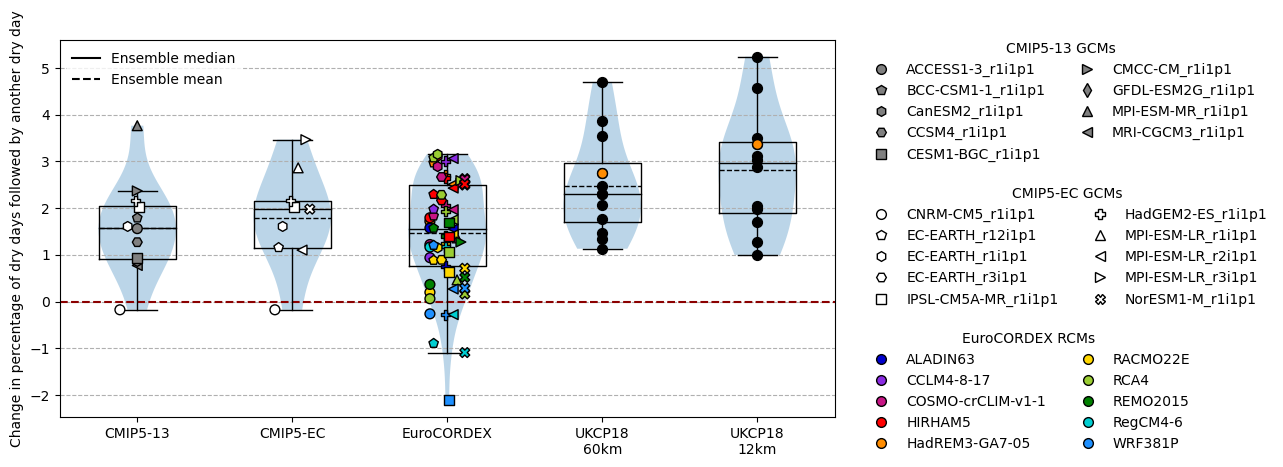 Change in percentage of dry days followed by another dry day
Ensemble median
Ensemble mean
5
4
3
2
1
0
−1
−2
CMIP5-13
CMIP5-EC
EuroCORDEX
UKCP18
60km
UKCP18
12km
CMIP5-13 GCMs
ACCESS1-3_r1i1p1
BCC-CSM1-1_r1i1p1
CanESM2_r1i1p1
CCSM4_r1i1p1
CESM1-BGC_r1i1p1
CMCC-CM_r1i1p1
GFDL-ESM2G_r1i1p1
MPI-ESM-MR_r1i1p1
MRI-CGCM3_r1i1p1
CMIP5-EC GCMs
CNRM-CM5_r1i1p1
EC-EARTH_r12i1p1
EC-EARTH_r1i1p1
EC-EARTH_r3i1p1
IPSL-CM5A-MR_r1i1p1
HadGEM2-ES_r1i1p1
MPI-ESM-LR_r1i1p1
MPI-ESM-LR_r2i1p1
MPI-ESM-LR_r3i1p1
NorESM1-M_r1i1p1
EuroCORDEX RCMs
ALADIN63
CCLM4-8-17
COSMO-crCLIM-v1-1
HIRHAM5
HadREM3-GA7-05
RACMO22E
RCA4
REMO2015
RegCM4-6
WRF381P